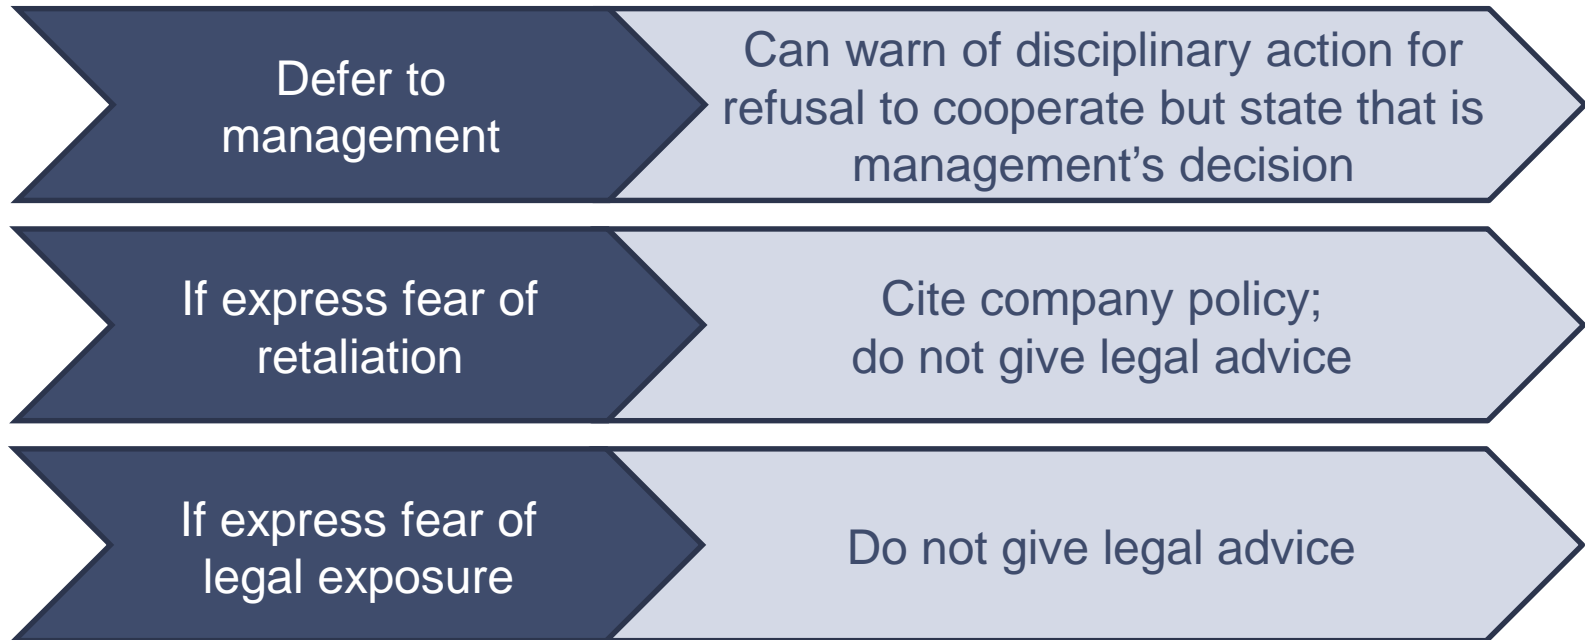 Defer to
management
Can warn of disciplinary action for
refusal to cooperate but state that is
management’s decision
If express fear of
retaliation
Cite company policy;
do not give legal advice
If express fear of
legal exposure
Do not give legal advice